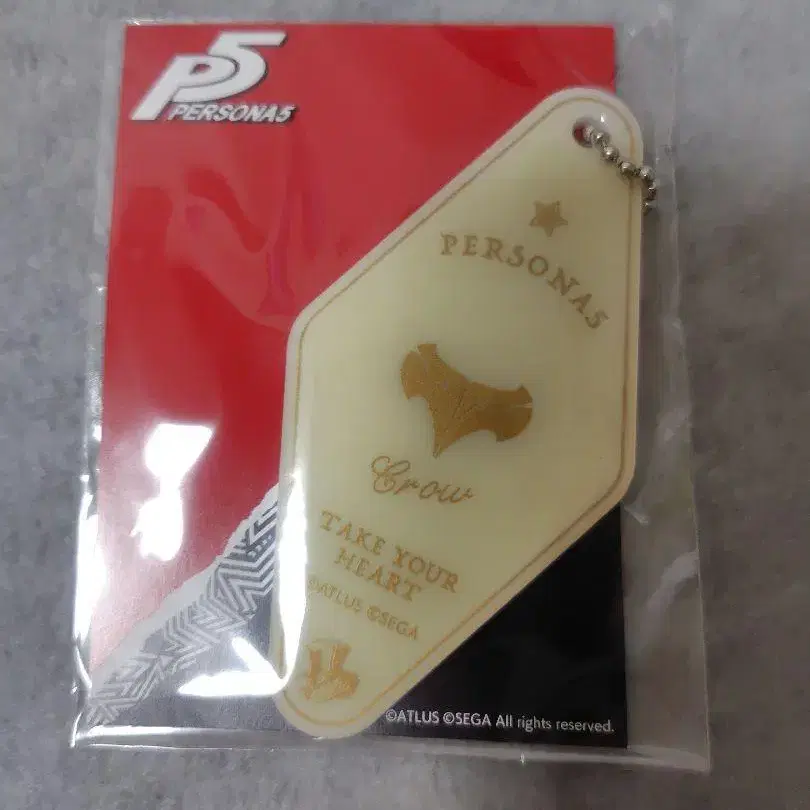 P5
PERSONA5
PERSONA5
Crow
TAKE YOUR
HEART
©ATLUS ©SEGA
©ATLUS ©SEGA All rights reserved.